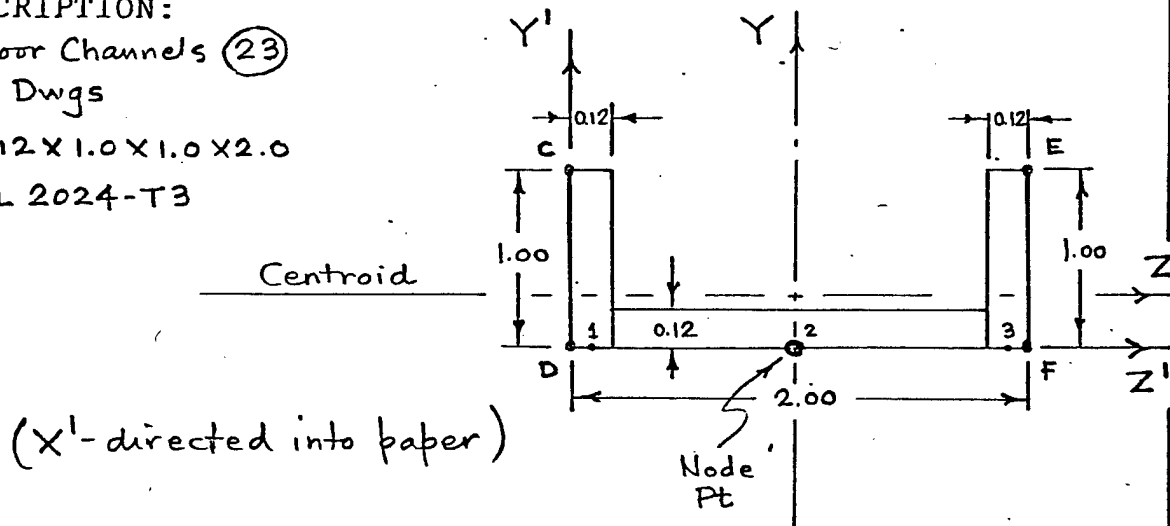 CRIPTION:
oor Channels 23
Dwgs
12 X 1.0 X 1.0 X 2.0
L 2024-T3
Y'
Y
0.12
0.12
C
E
1.00
1.00
Centroid
Z
1
0.12
2
3
D
F
Z'
2.00
(X'-directed into paper)
Node
Pt